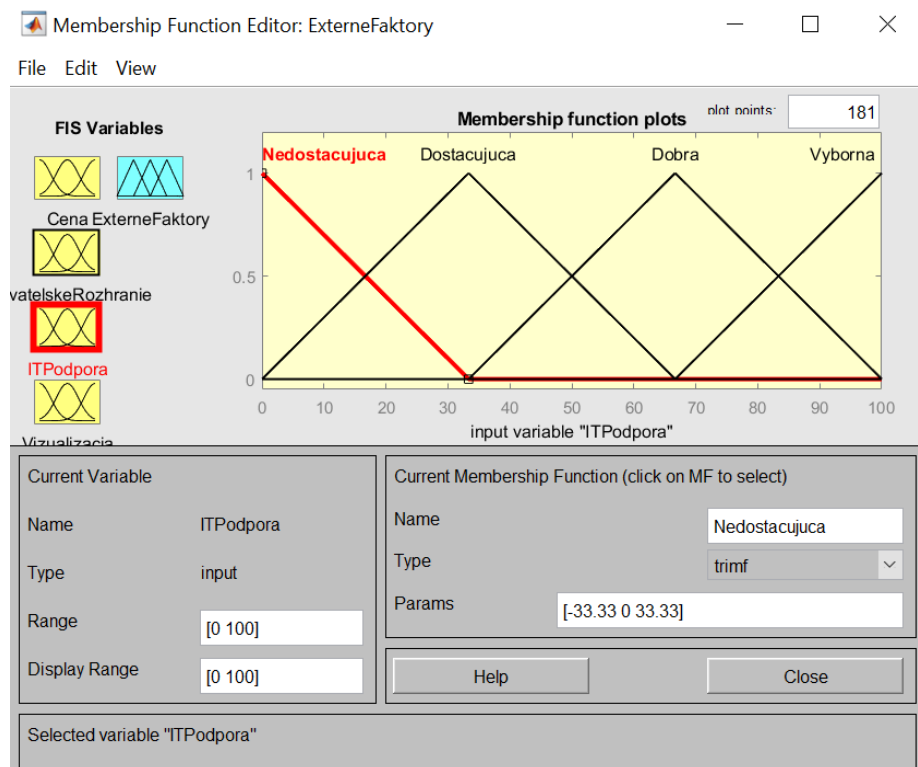 Membership Function Editor: ExterneFaktory
File Edit View
FIS Variables
Cena ExterneFaktory
vatelskeRozhranie
ITPodpora
Vizualizacia
Membership function plots
plot points:
181
Nedostacujuca Dostacujuca Dobra Vyborna
1
0.5
0
0 10 20 30 40 50 60 70 80 90 100
input variable "ITPodpora"
Current Variable
Name ITPodpora
Type input
Range [0 100]
Display Range [0 100]
Current Membership Function (click on MF to select)
Name Nedostacujuca
Type trimf
Params [-33.33 0 33.33]
Help Close
Selected variable "ITPodpora"